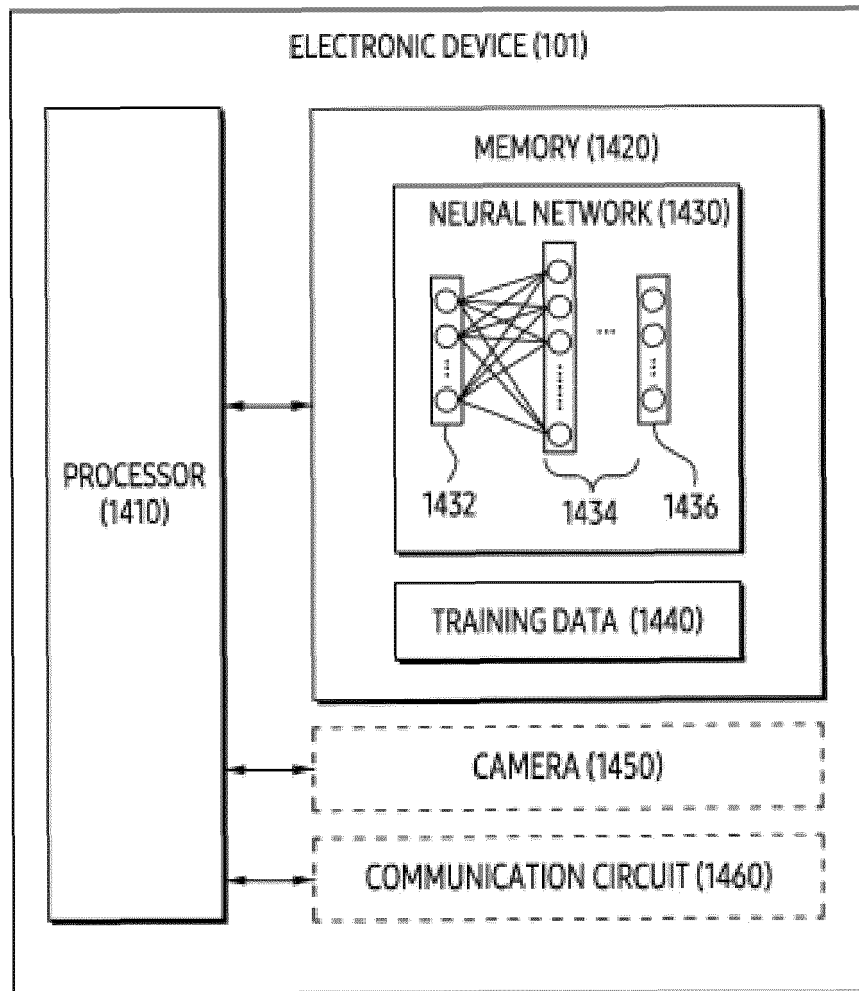 ELECTRONIC DEVICE (101)
MEMORY (1420)
NEURAL NETWORK (1430)
1432
1434
1436
PROCESSOR
(1410)
TRAINING DATA (1440)
CAMERA (1450)
COMMUNICATION CIRCUIT (1460)